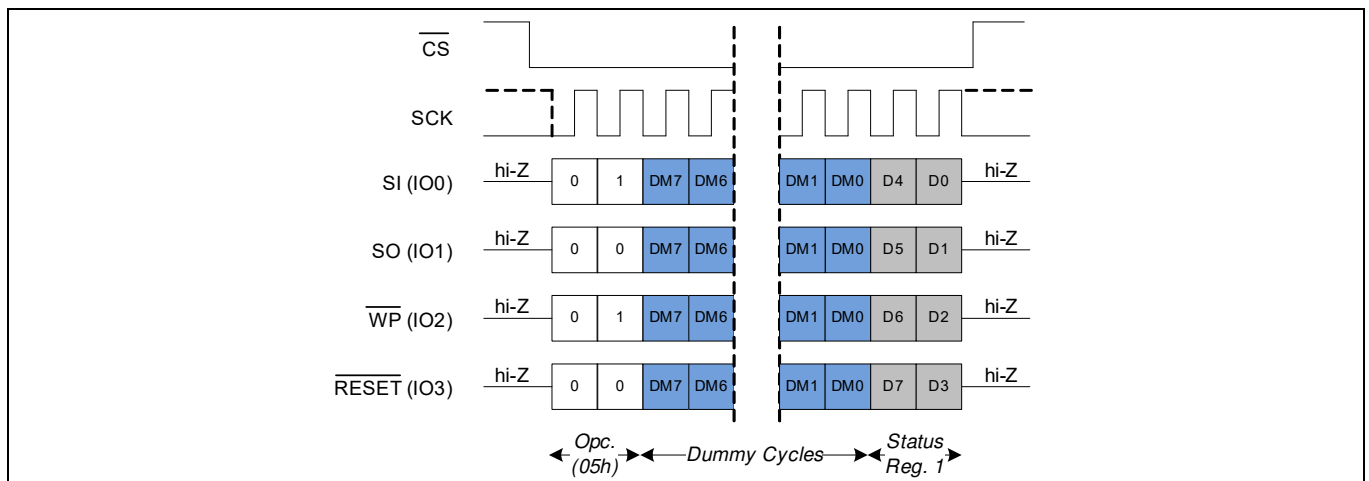 CS
SCK
SI (IO0) hi-Z 0 1 DM7 DM6 DM1 DM0 D4 D0 hi-Z
SO (IO1) hi-Z 0 0 DM7 DM6 DM1 DM0 D5 D1 hi-Z
WP (IO2) hi-Z 0 1 DM7 DM6 DM1 DM0 D6 D2 hi-Z
RESET (IO3) hi-Z 0 0 DM7 DM6 DM1 DM0 D7 D3 hi-Z
Opc. (05h) Dummy Cycles Status Reg. 1